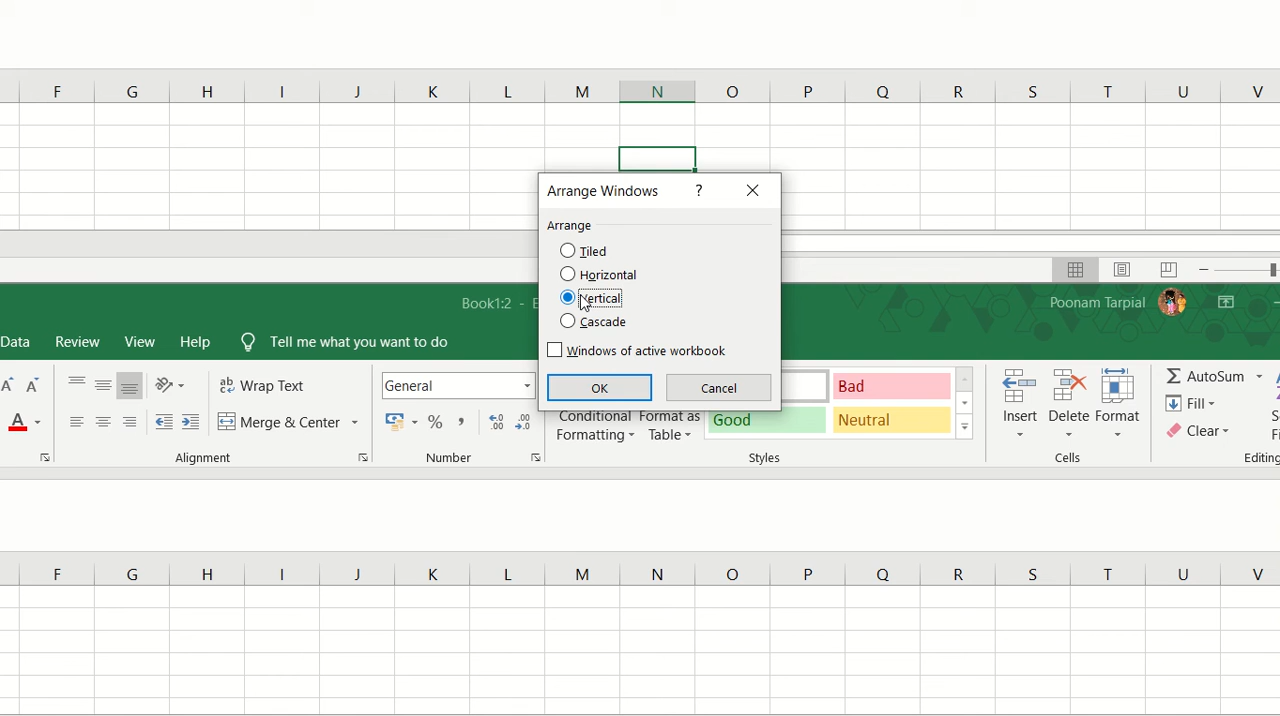 F G H I J K L M N O P Q R S T U V
Arrange Windows ? ×
Arrange
Tiled
Horizontal
Vertical
Cascade
Windows of active workbook
OK Cancel
Book1:2 - E
Poonam Tarpial
Data Review View Help Tell me what you want to do
A A ab Wrap Text General Bad AutoSum
Insert Delete Format
Fill
A Merge & Center % , Conditional Format as Good Neutral
Formatting Table Clear
Alignment Number Styles Cells Editing
F G H I J K L M N O P Q R S T U V